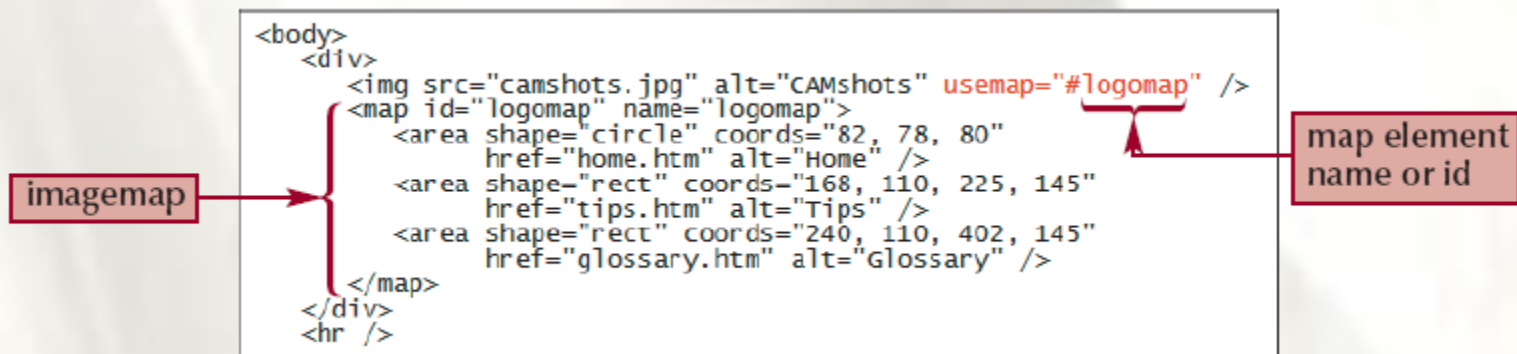 <body>
<div>
<img src="camshots.jpg" alt="CAMshots" usemap="#logomap" />
<map id="logomap" name="logomap">
<area shape="circle" coords="82, 78, 80"
href="home.htm" alt="Home" />
<area shape="rect" coords="168, 110, 225, 145"
href="tips.htm" alt="Tips" />
<area shape="rect" coords="240, 110, 402, 145"
href="glossary.htm" alt="Glossary" />
</map>
</div>
<hr />
imagemap
map element
name or id